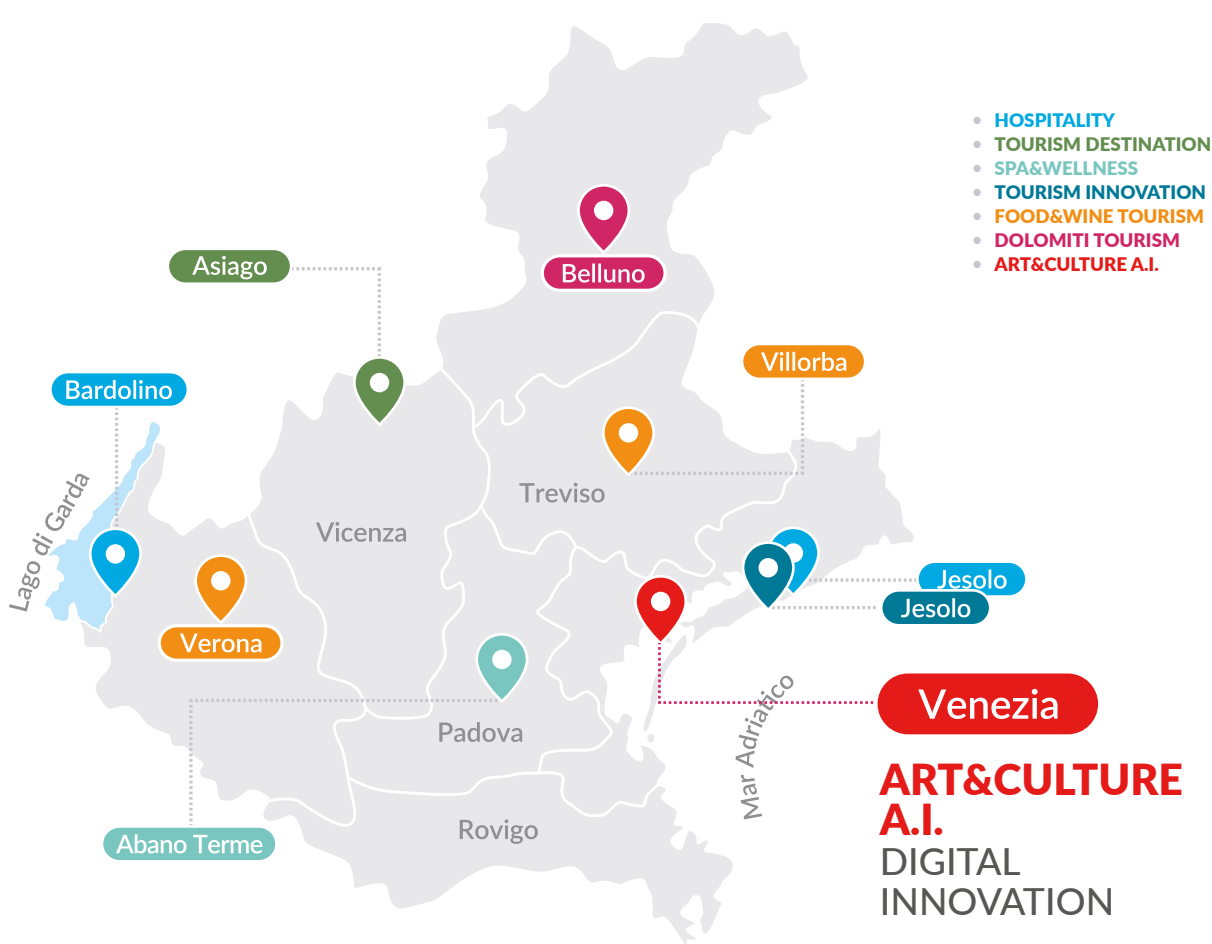 HOSPITALITY
TOURISM DESTINATION
SPA&WELLNESS
TOURISM INNOVATION
FOOD&WINE TOURISM
DOLOMITI TOURISM
ART&CULTURE A.I.
Asiago
Belluno
Villorba
Bardolino
Treviso
Vicenza
Lago di Garda
Jesolo
Jesolo
Verona
Venezia
Mar Adriatico
Padova
ART&CULTURE
A.I.
DIGITAL
INNOVATION
Rovigo
Abano Terme